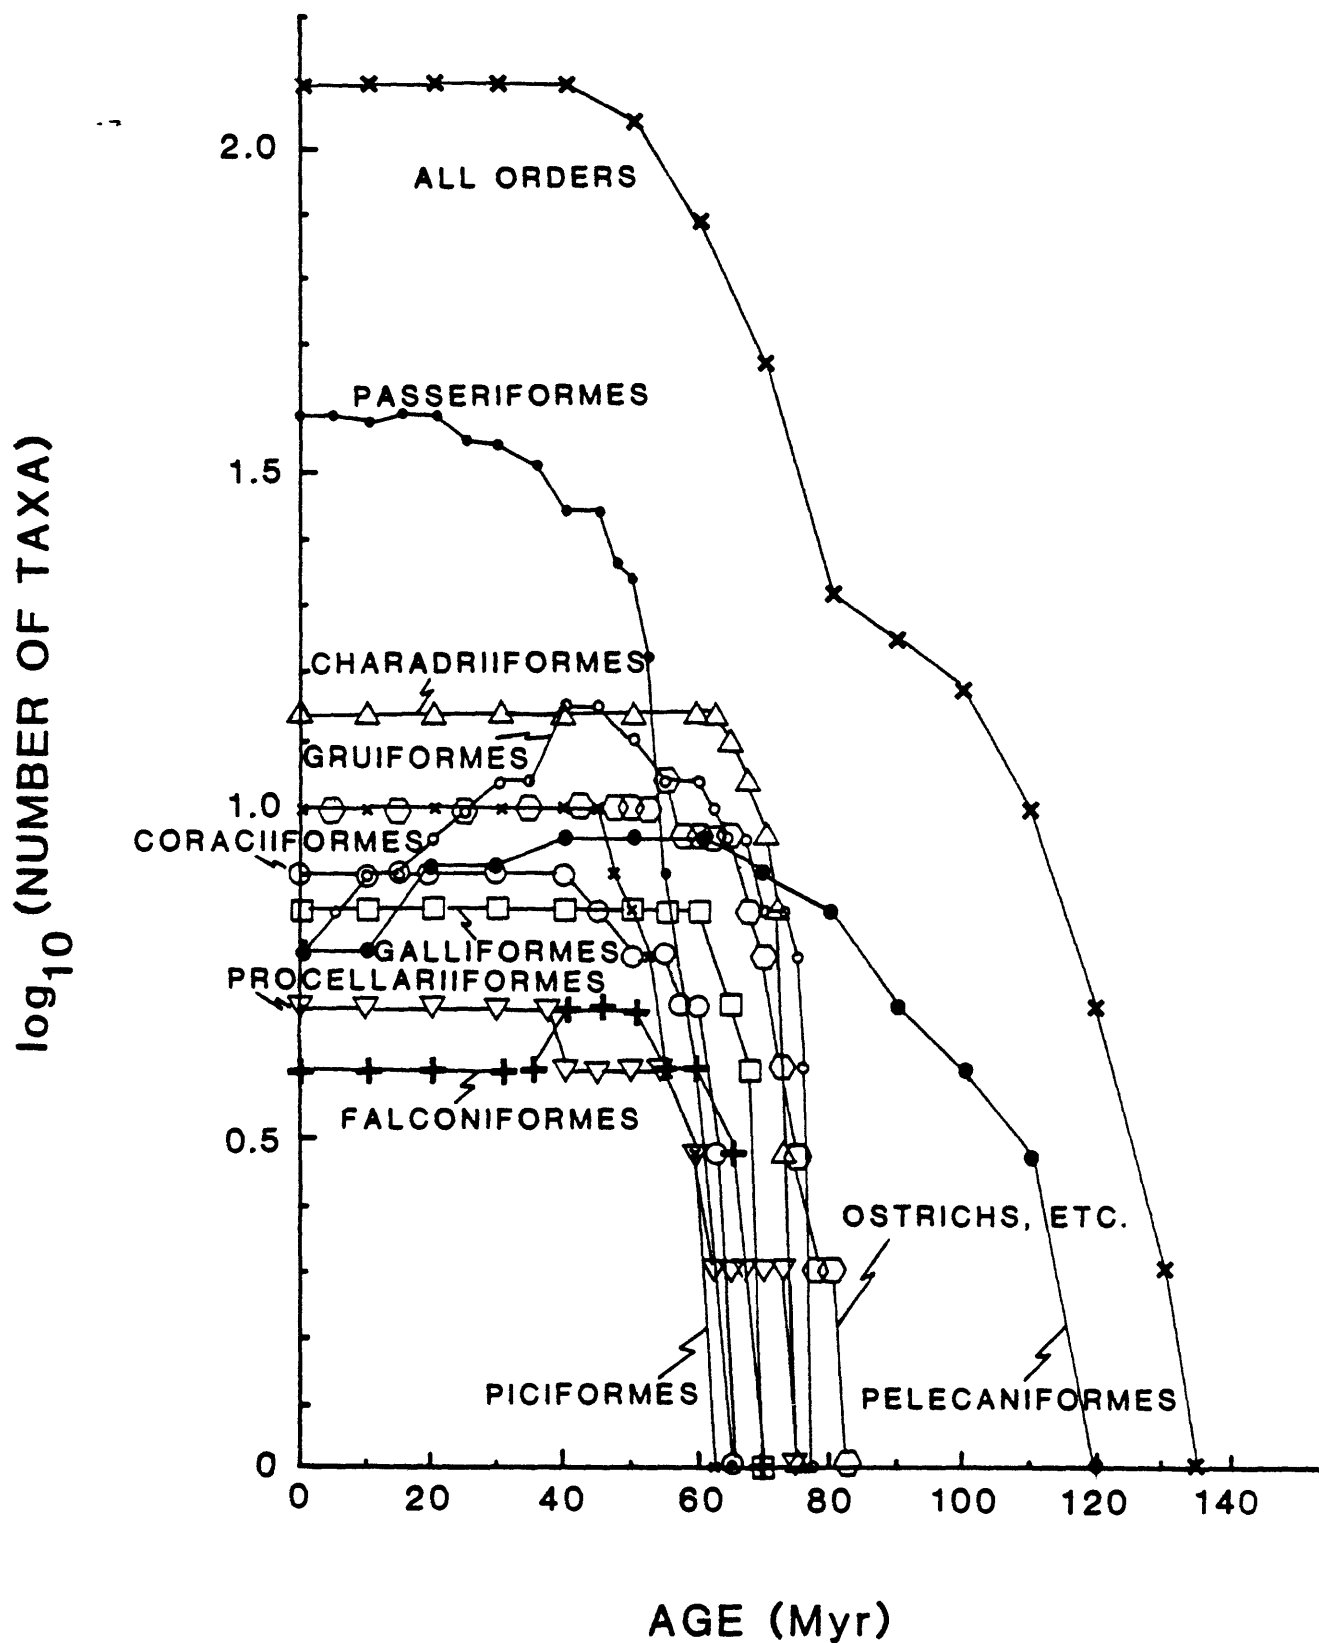 2.0
ALL ORDERS
PASSERIFORMES
1.5
CHARADRIIFORMES
GRUIFORMES
1.0
CORACIIFORMES
GALLIFORMES
PROCELLARIIFORMES
FALCONIFORMES
0.5
OSTRICHS, ETC.
PICIFORMES
PELECANIFORMES
0
0 20 40 60 80 100 120 140
AGE (Myr)
log10 (NUMBER OF TAXA)